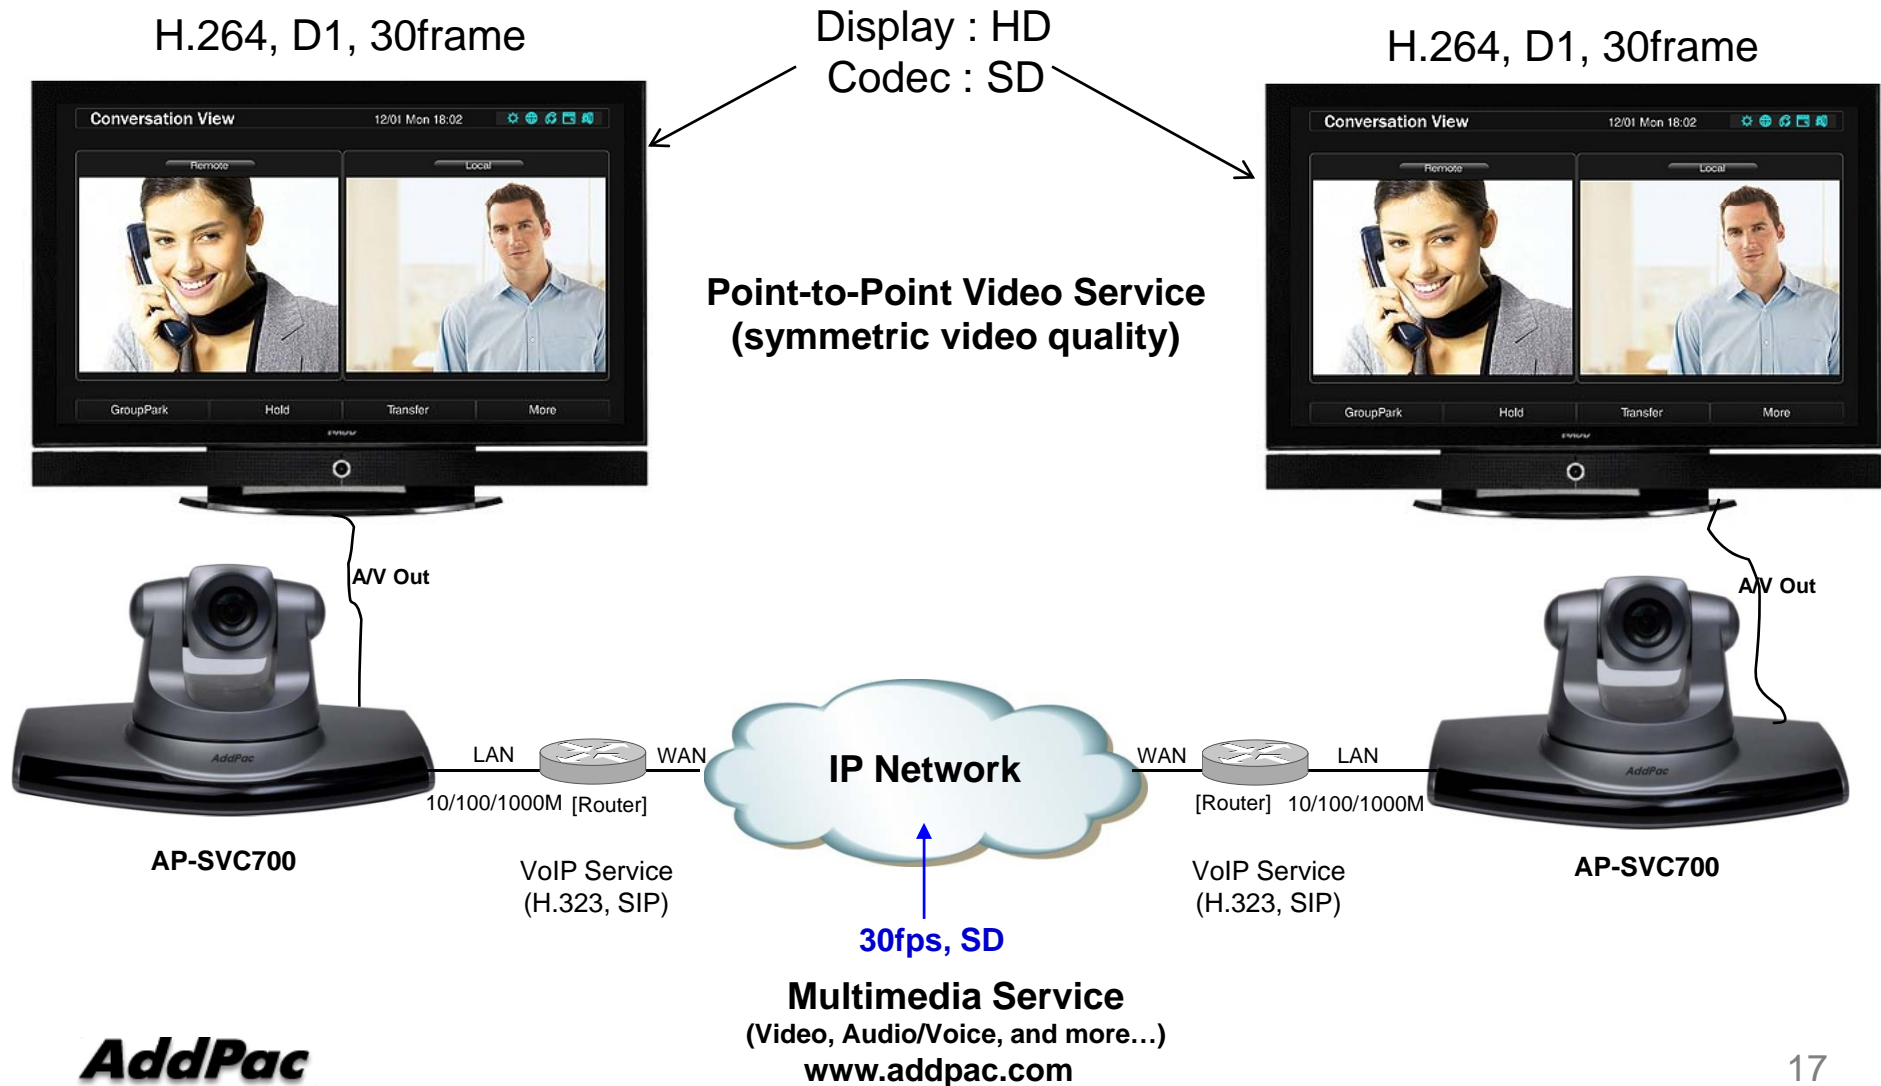 H.264, D1, 30frame
Display : HD
Codec : SD
H.264, D1, 30frame
Conversation View
12/01 Mon 18:02
Remote
Local
GroupPark
Hold
Transfer
More
Conversation View
12/01 Mon 18:02
Remote
Local
GroupPark
Hold
Transfer
More
Point-to-Point Video Service
(symmetric video quality)
A/V Out
A/V Out
AddPac
AddPac
LAN
WAN
IP Network
WAN
LAN
10/100/1000M
[Router]
[Router]
10/100/1000M
AP-SVC700
VoIP Service
(H.323, SIP)
VoIP Service
(H.323, SIP)
AP-SVC700
30fps, SD
Multimedia Service
(Video, Audio/Voice, and more…)
www.addpac.com
AddPac
17